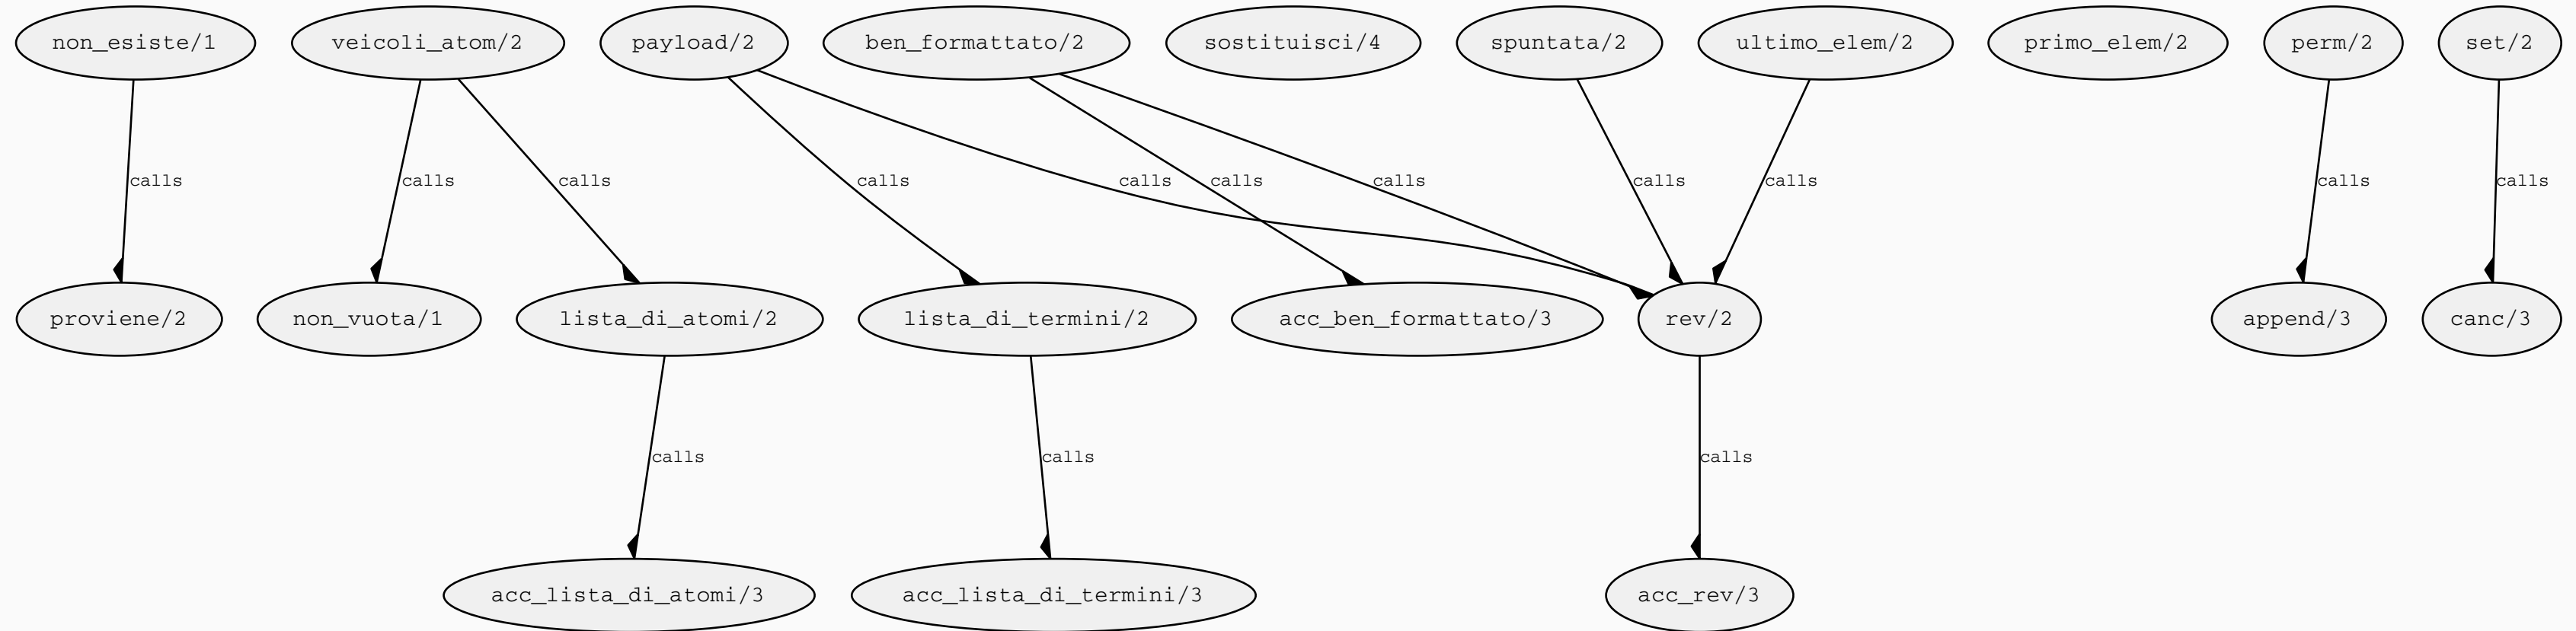 non_esiste/1
veicoli_atom/2
payload/2
ben_formattato/2
sostituisci/4
spuntata/2
ultimo_elem/2
primo_elem/2
perm/2
set/2
calls
calls
calls
calls
calls
calls
calls
calls
calls
calls
calls
proviene/2
non_vuota/1
lista_di_atomi/2
lista_di_termini/2
acc_ben_formattato/3
rev/2
append/3
canc/3
calls
calls
calls
acc_lista_di_atomi/3
acc_lista_di_termini/3
acc_rev/3